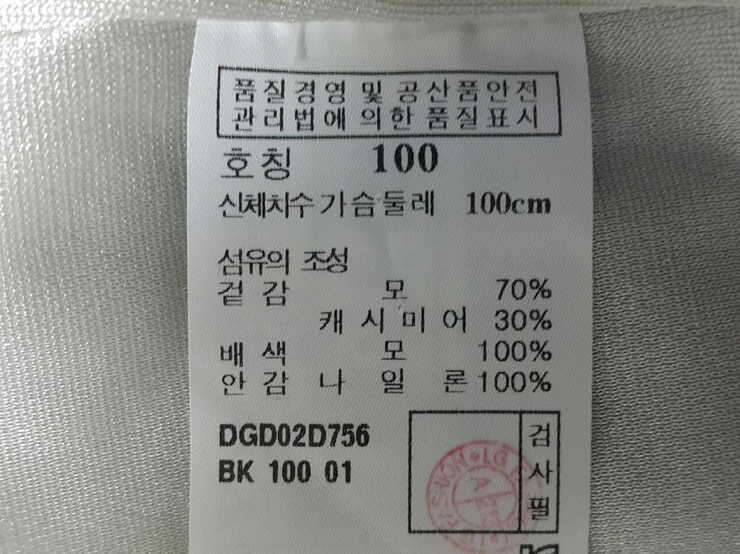 품질경영 및 공산품안전
관리법에 의한 품질표시
호칭 100
신체치수 가슴둘레 100cm
섬유의 조성
겉감 모 70%
캐시미어 30%
배색 모 100%
안감 나일론 100%
DGD02D756
BK 100 01
검사필
LG
A